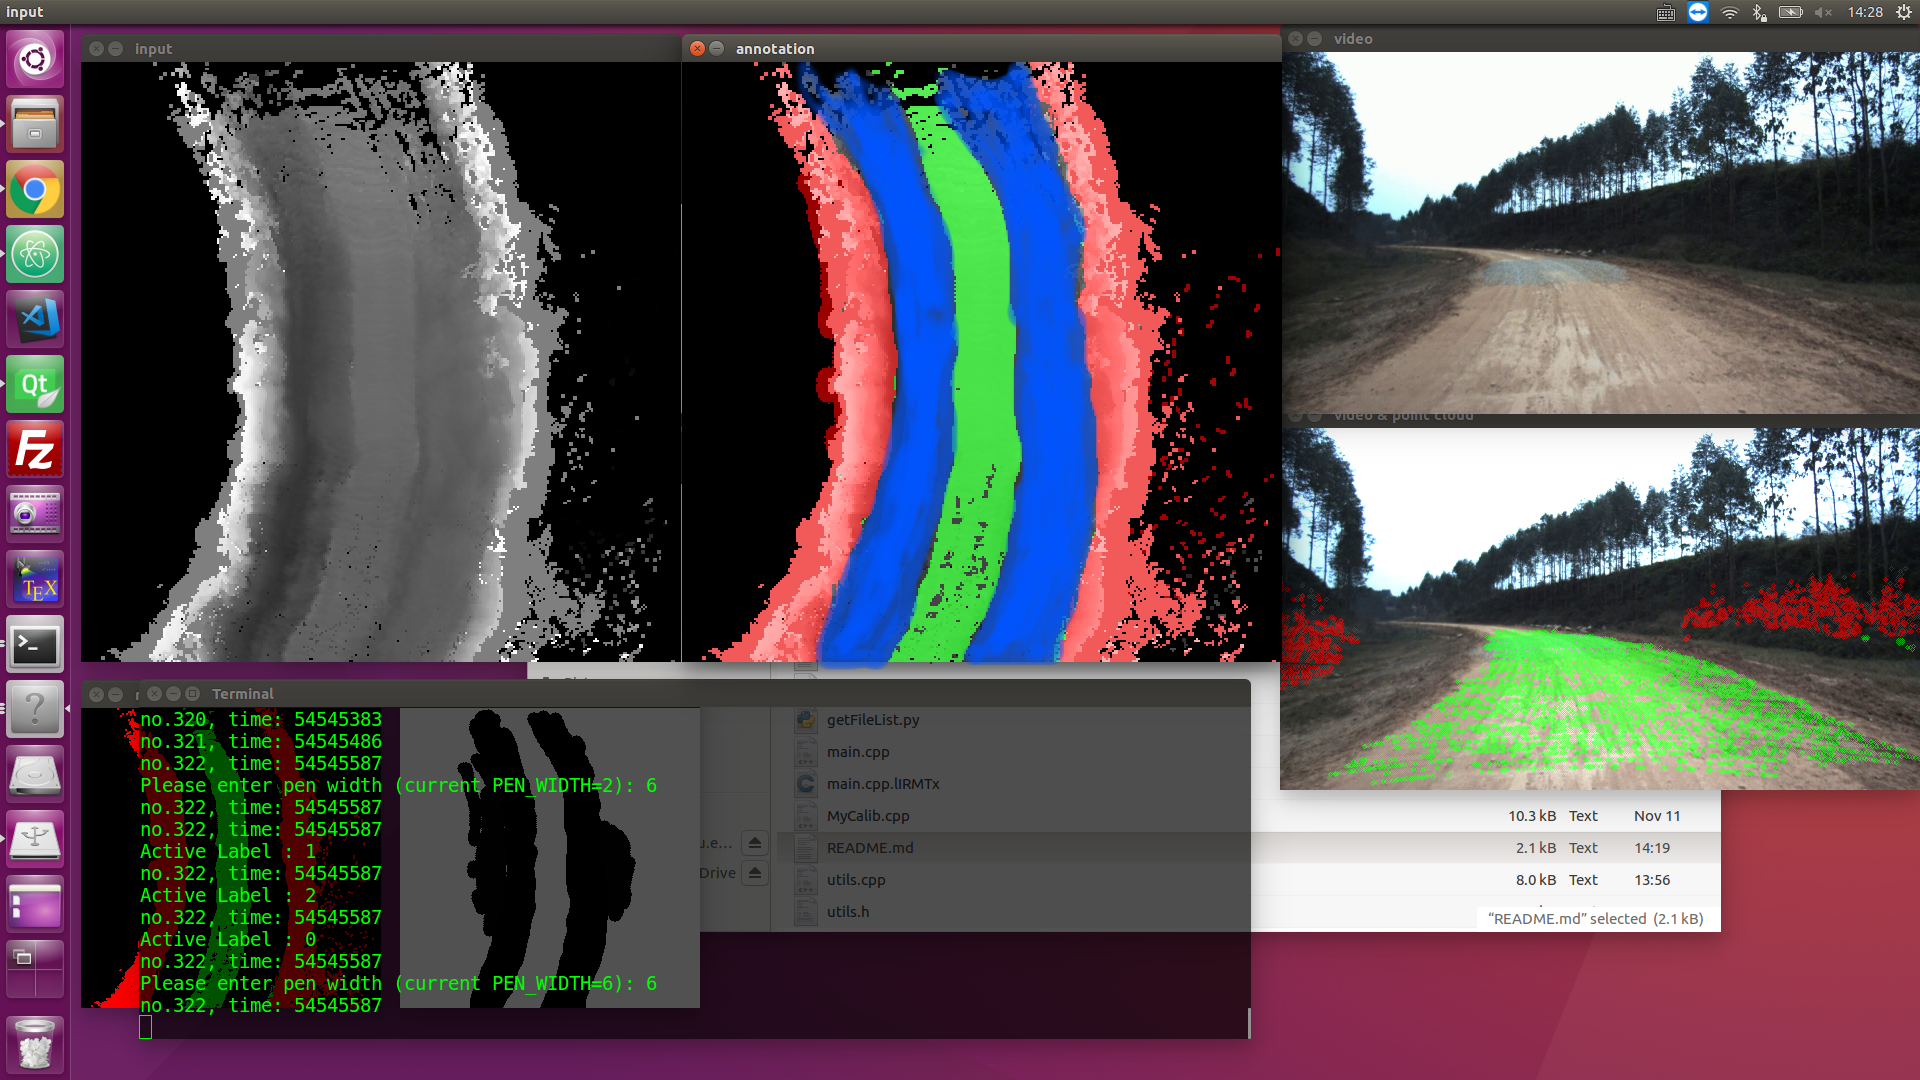 input
14:28
input
annotation
video
video & point cloud
Terminal
no.320, time: 54545383
no.321, time: 54545486
no.322, time: 54545587
Please enter pen width (current PEN_WIDTH=2): 6
no.322, time: 54545587
no.322, time: 54545587
Active Label : 1
no.322, time: 54545587
Active Label : 2
no.322, time: 54545587
Active Label : 0
no.322, time: 54545587
Please enter pen width (current PEN_WIDTH=6): 6
no.322, time: 54545587
u.e...
Drive
getFileList.py
main.cpp
main.cpp.lIRMTx
MyCalib.cpp
10.3 kB Text Nov 11
README.md
2.1 kB Text 14:19
utils.cpp
8.0 kB Text 13:56
utils.h
“README.md” selected (2.1 kB)
Qt
Fz
TEX